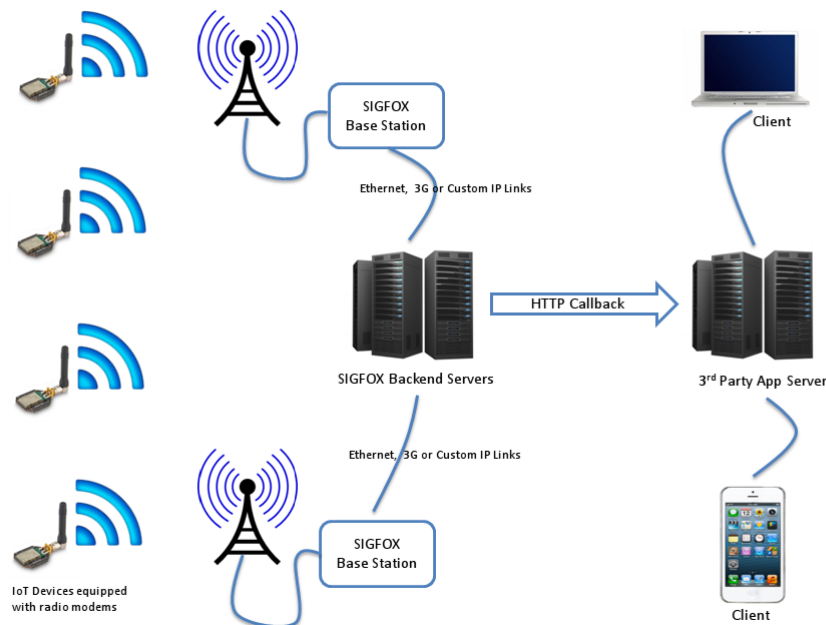 SIGFOX
Base Station
Client
Ethernet, 3G or Custom IP Links
HTTP Callback
SIGFOX Backend Servers
3rd Party App Server
Ethernet, 3G or Custom IP Links
SIGFOX
Base Station
IoT Devices equipped
with radio modems
Client